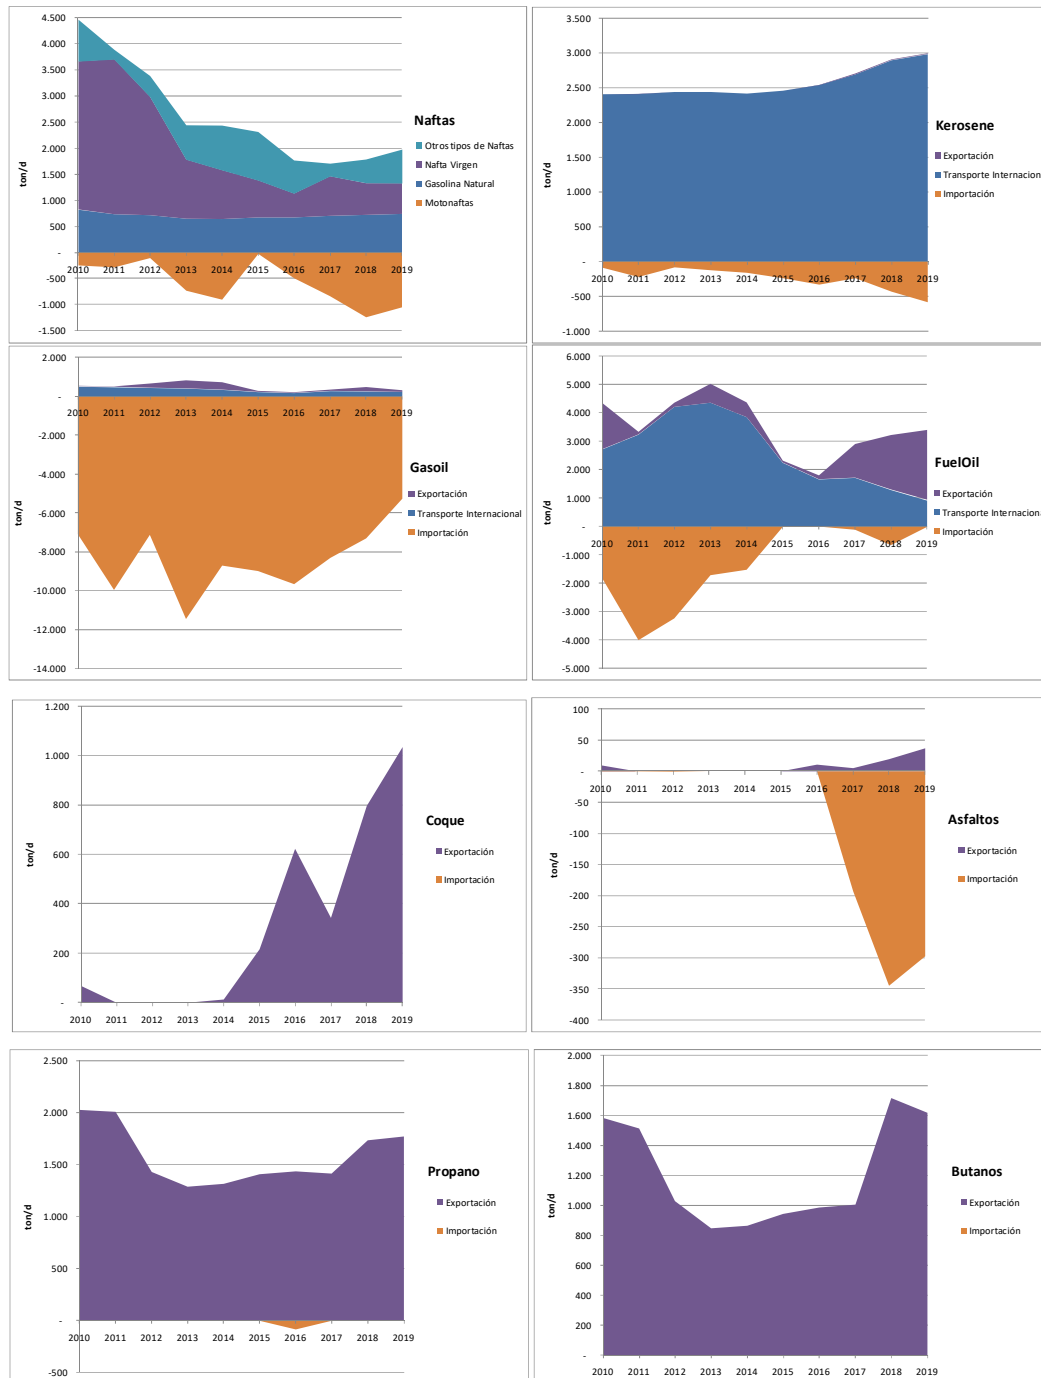 4.500
4.000
3.500
3.000
2.500
2.000
1.500
1.000
500
-
-500
-1.000
-1.500
ton/d
2010 2011 2012 2013 2014 2015 2016 2017 2018 2019
Naftas
Otros tipos de Naftas
Nafta Virgen
Gasolina Natural
Motonaftas
3.500
3.000
2.500
2.000
1.500
1.000
500
-
-500
-1.000
ton/d
2010 2011 2012 2013 2014 2015 2016 2017 2018 2019
Kerosene
Exportación
Transporte Internacion
Importación
2.000
-
-2.000
-4.000
-6.000
-8.000
-10.000
-12.000
-14.000
ton/d
2010 2011 2012 2013 2014 2015 2016 2017 2018 2019
Gasoil
Exportación
Transporte Internacional
Importación
6.000
5.000
4.000
3.000
2.000
1.000
-
-1.000
-2.000
-3.000
-4.000
-5.000
ton/d
2010 2011 2012 2013 2014 2015 2016 2017 2018 2019
FuelOil
Exportación
Transporte Internaciona
Importación
1.200
1.000
800
600
400
200
-
ton/d
2010 2011 2012 2013 2014 2015 2016 2017 2018 2019
Coque
Exportación
Importación
100
50
-
-50
-100
-150
-200
-250
-300
-350
-400
ton/d
2010 2011 2012 2013 2014 2015 2016 2017 2018 2019
Asfaltos
Exportación
Importación
2.500
2.000
1.500
1.000
500
-
-500
ton/d
2010 2011 2012 2013 2014 2015 2016 2017 2018 2019
Propano
Exportación
Importación
2.000
1.800
1.600
1.400
1.200
1.000
800
600
400
200
-
ton/d
2010 2011 2012 2013 2014 2015 2016 2017 2018 2019
Butanos
Exportación
Importación